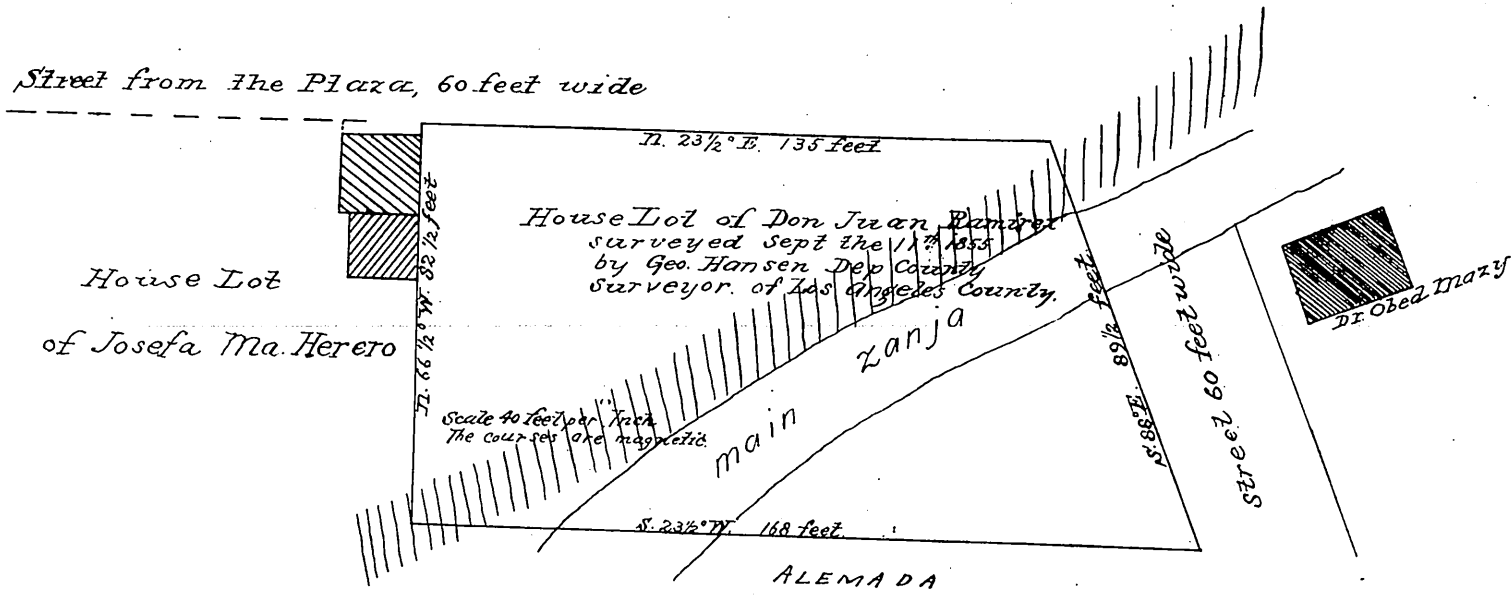 Street from the Plaza, 60 feet wide
N. 23½° E. 135 feet
House Lot of Don Juan Ramirez
surveyed Sept the 11th 1855
by Geo. Hansen Dep County
Surveyor. of Los Angeles County.
N. 66½° W. 82½ feet
House Lot
of Josefa Ma. Herero
Scale 40 feet per Inch
The courses are magnetic.
main zanja
S. 88° E. 89½ feet.
Street 60 feet wide
Dr. Obed Mazy
S. 23½° W. 168 feet.
ALEMADA